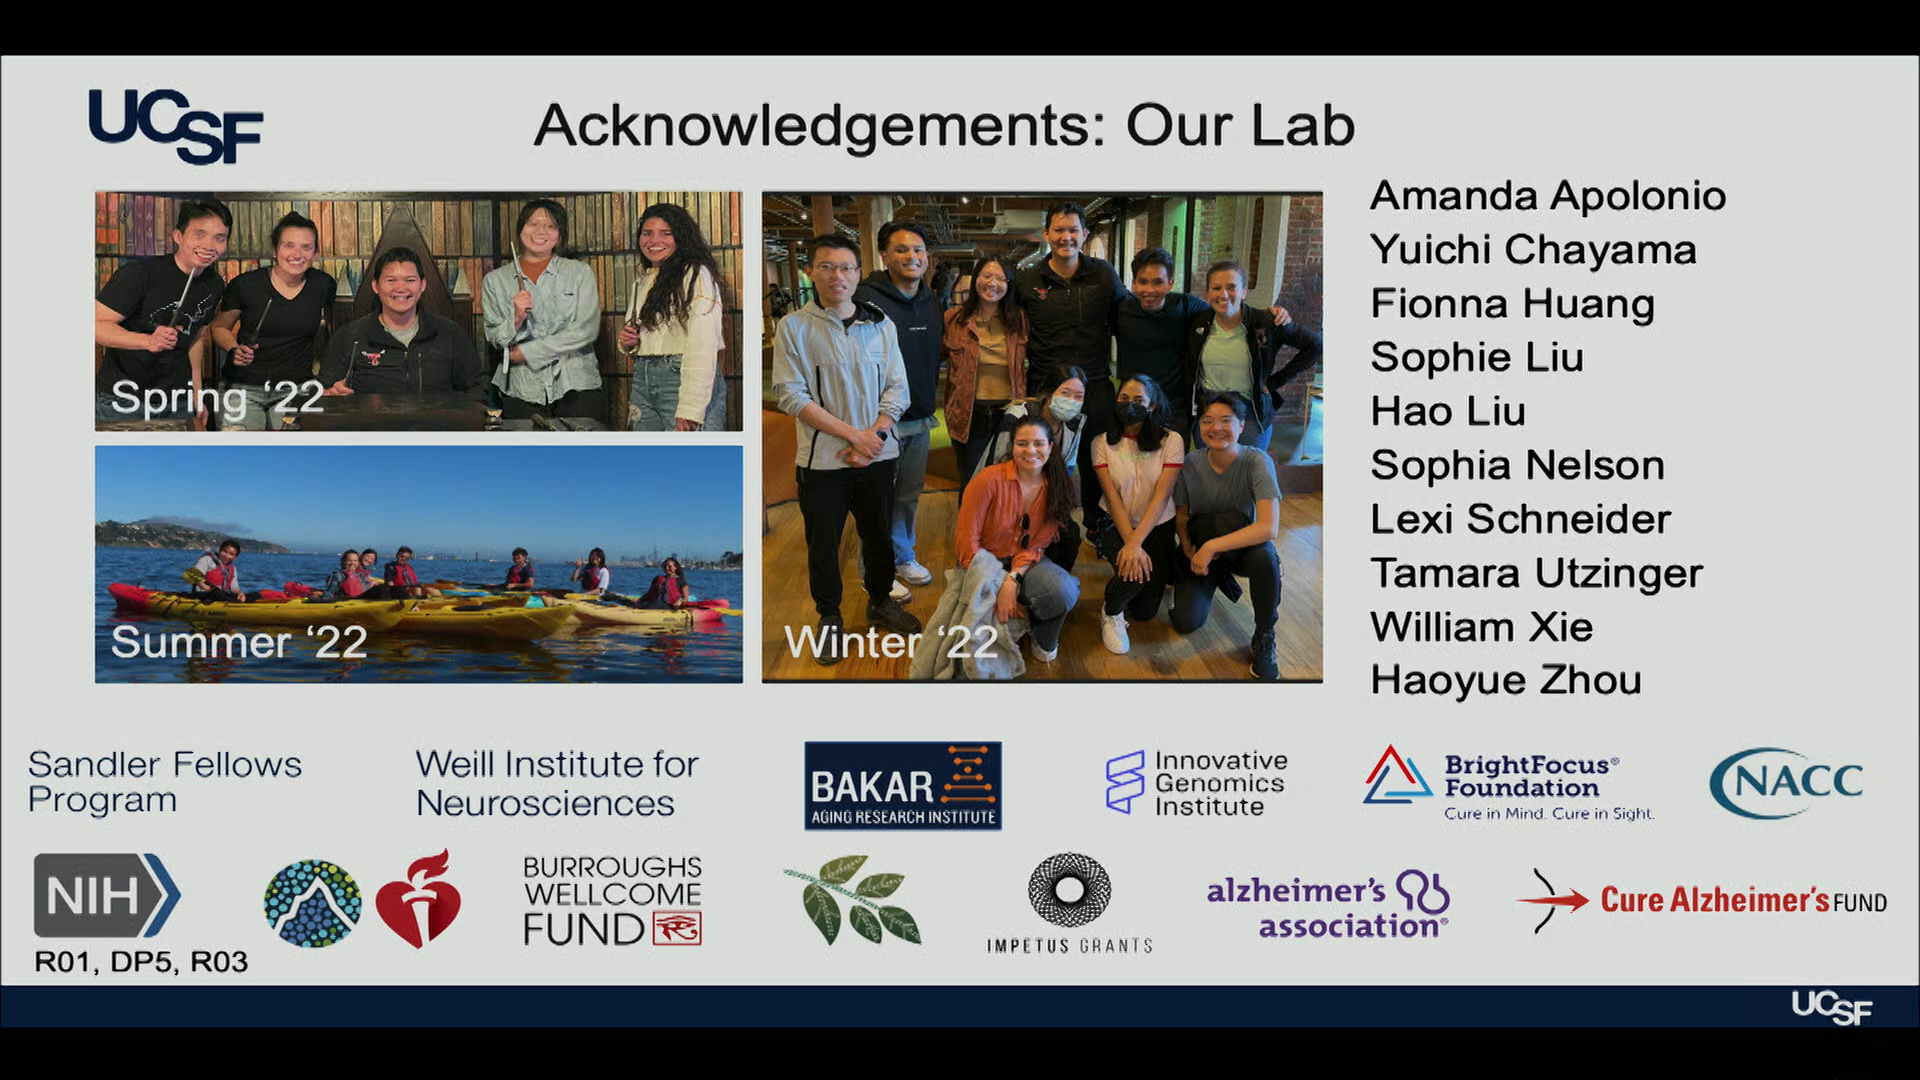 UCSF
Acknowledgements: Our Lab
Spring ‘22
Summer ‘22
Winter ‘22
Amanda Apolonio
Yuichi Chayama
Fionna Huang
Sophie Liu
Hao Liu
Sophia Nelson
Lexi Schneider
Tamara Utzinger
William Xie
Haoyue Zhou
Sandler Fellows
Program
Weill Institute for
Neurosciences
BAKAR
AGING RESEARCH INSTITUTE
Innovative
Genomics
Institute
BrightFocus®
Foundation
Cure in Mind. Cure in Sight.
NACC
NIH
R01, DP5, R03
BURROUGHS
WELLCOME
FUND
IMPETUS GRANTS
alzheimer's
association®
Cure Alzheimer's FUND
UCSF